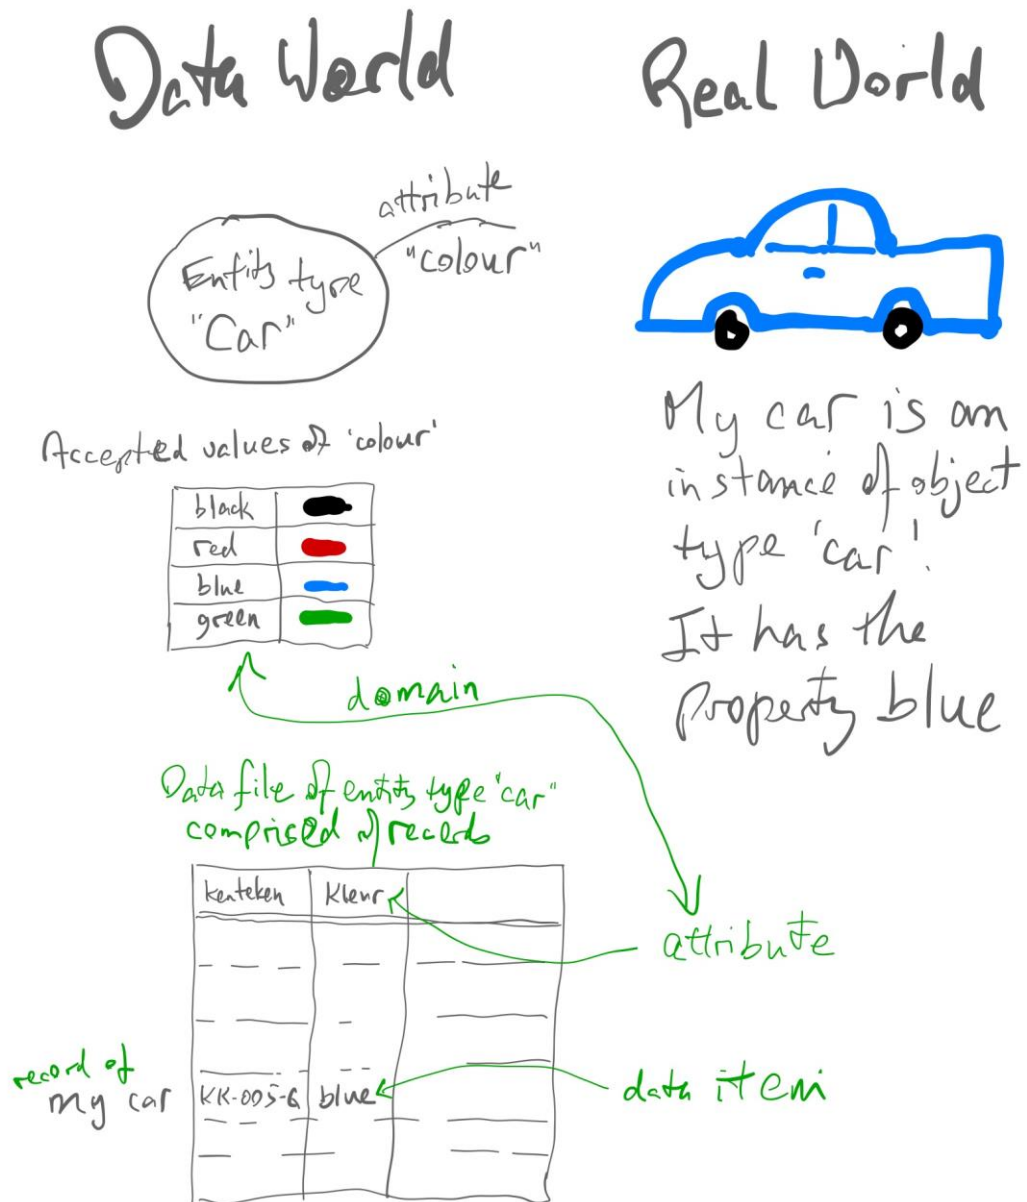 Data World
Real World
attribute
"colour"
Entity type
"Car"
My car is an
instance of object
type 'car'.
It has the
property blue
Accepted values of 'colour'
black
red
blue
green
domain
Data file of entity type "car"
comprised of records
kenteken
Kleur
attribute
record of
my car
KK-005-G
blue
data item